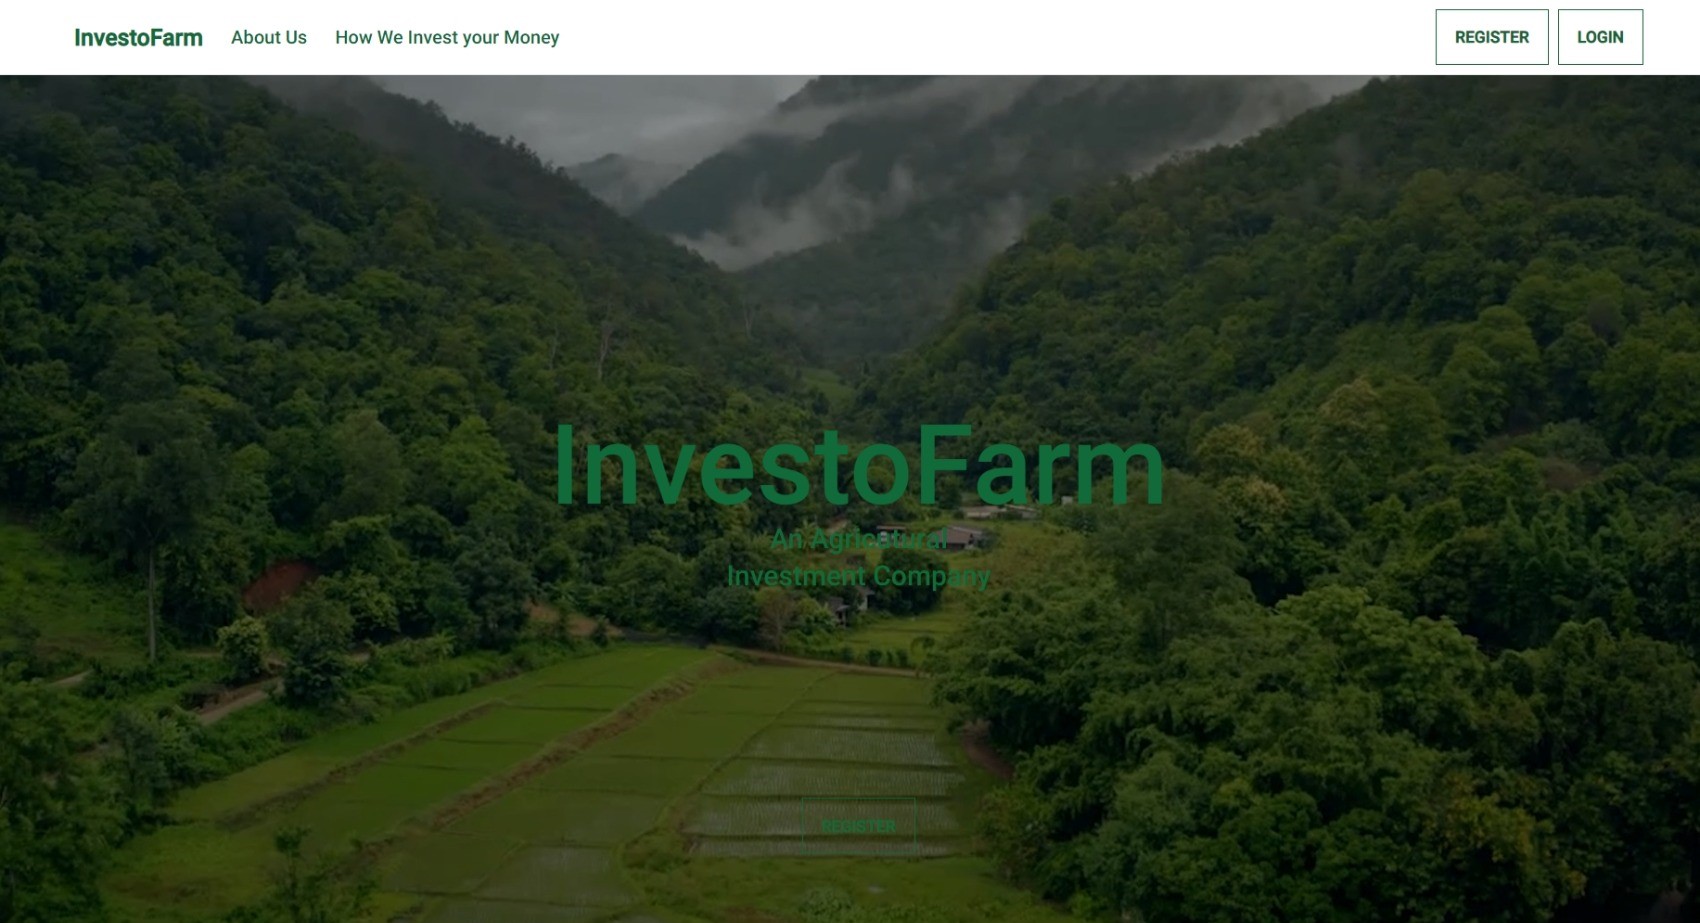 InvestoFarm About Us How We Invest your Money REGISTER LOGIN
InvestoFarm
An Agricultural
Investment Company
REGISTER